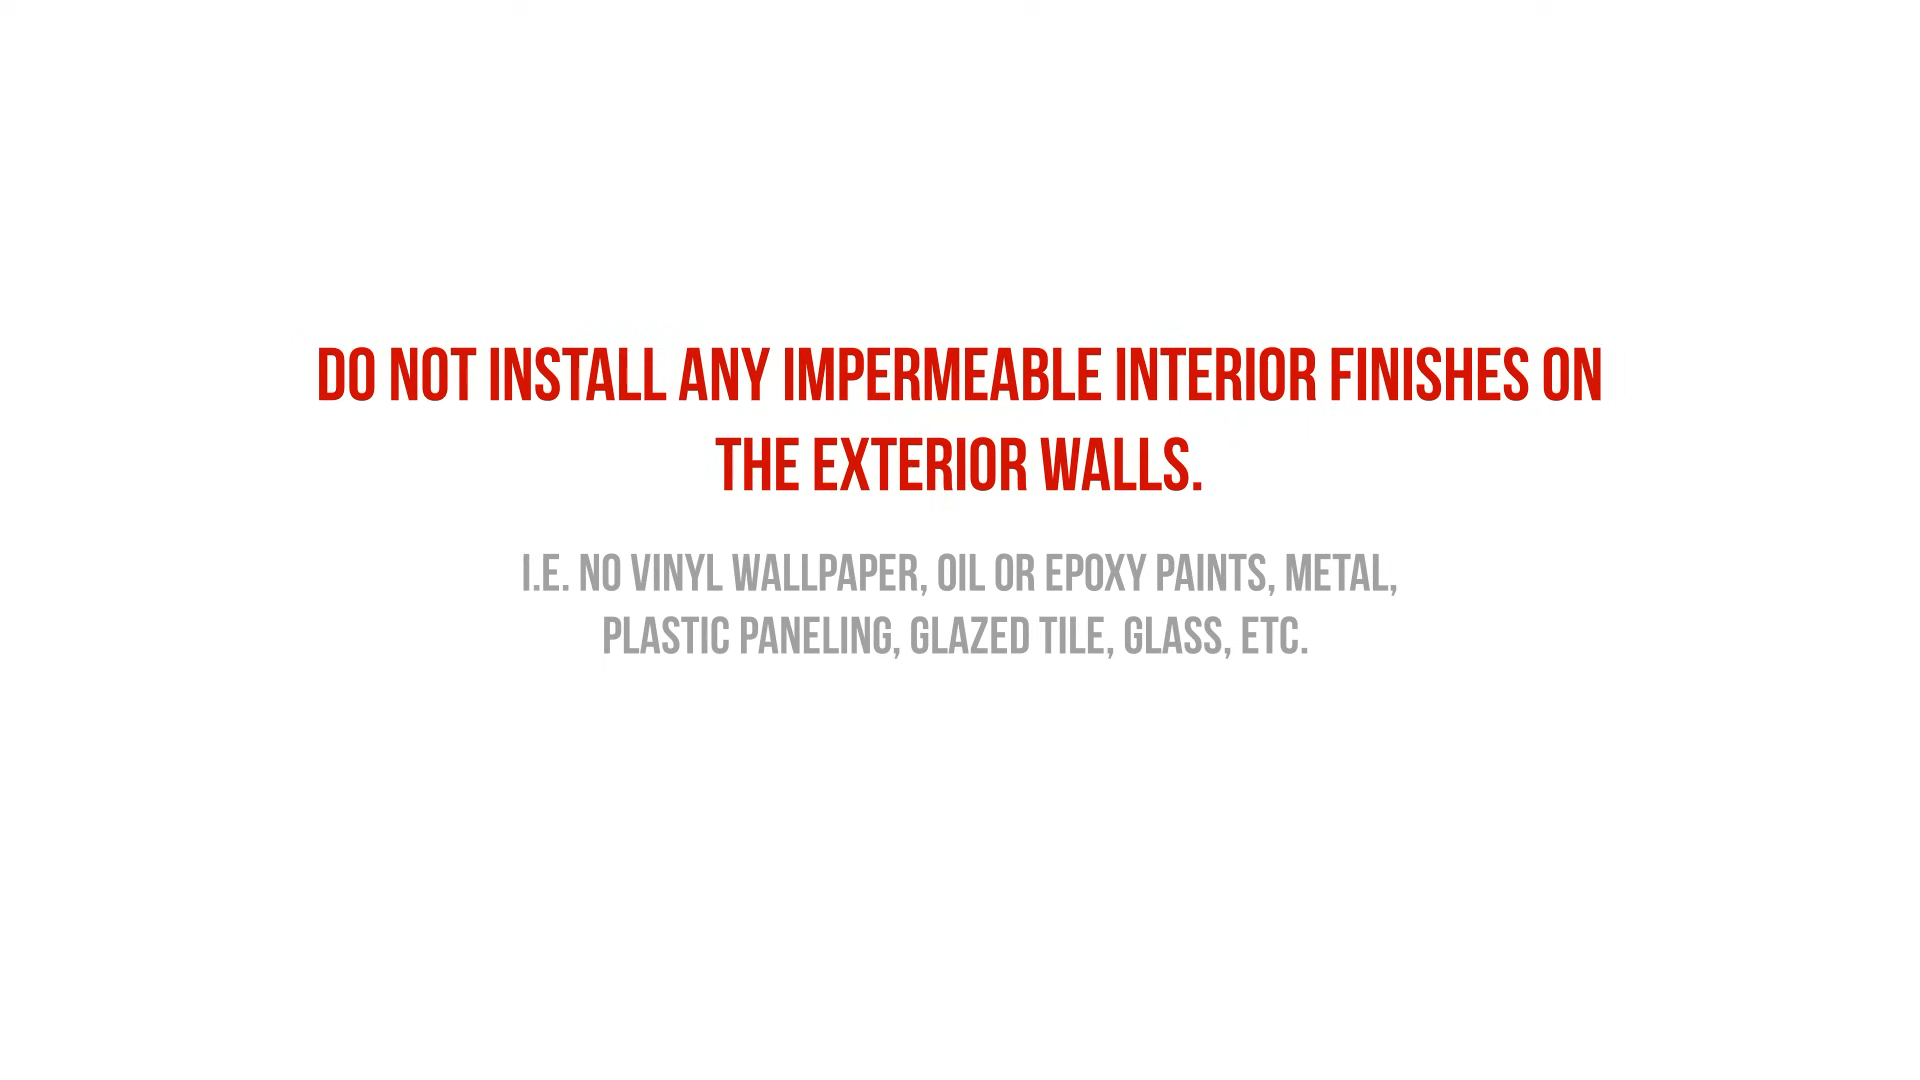 DO NOT INSTALL ANY IMPERMEABLE INTERIOR FINISHES ON
THE EXTERIOR WALLS.
I.E. NO VINYL WALLPAPER, OIL OR EPOXY PAINTS, METAL,
PLASTIC PANELING, GLAZED TILE, GLASS, ETC.